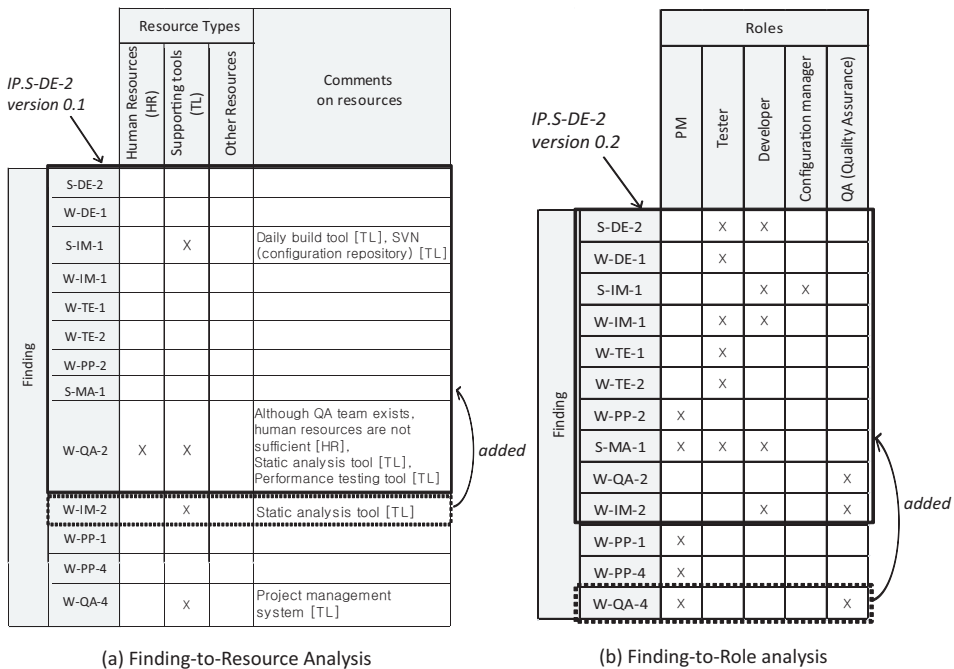 Resource Types
Human Resources
(HR)
Supporting tools
(TL)
Other Resources
Comments
on resources
IP.S-DE-2
version 0.1
Finding
S-DE-2
W-DE-1
S-IM-1 X Daily build tool [TL], SVN
(configuration repository) [TL]
W-IM-1
W-TE-1
W-TE-2
W-PP-2
S-MA-1
Although QA team exists,
human resources are not
W-QA-2 X X sufficient [HR],
Static analysis tool [TL],
Performance testing tool [TL]
W-IM-2 X Static analysis tool [TL]
W-PP-1
W-PP-4
W-QA-4 X Project management
system [TL]
added
(a) Finding-to-Resource Analysis
Roles
PM
Tester
Developer
Configuration manager
QA (Quality Assurance)
IP.S-DE-2
version 0.2
Finding
S-DE-2 X X
W-DE-1 X
S-IM-1 X X
W-IM-1 X X
W-TE-1 X
W-TE-2 X
W-PP-2 X
S-MA-1 X X X
W-QA-2 X
W-IM-2 X X
W-PP-1 X
W-PP-4 X
W-QA-4 X X
added
(b) Finding-to-Role analysis